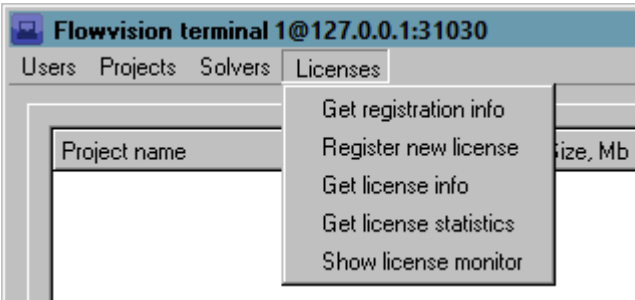 Flowvision terminal 1@127.0.0.1:31030
Users Projects Solvers Licenses
Get registration info
Project name Register new license Size, Mb
Get license info
Get license statistics
Show license monitor